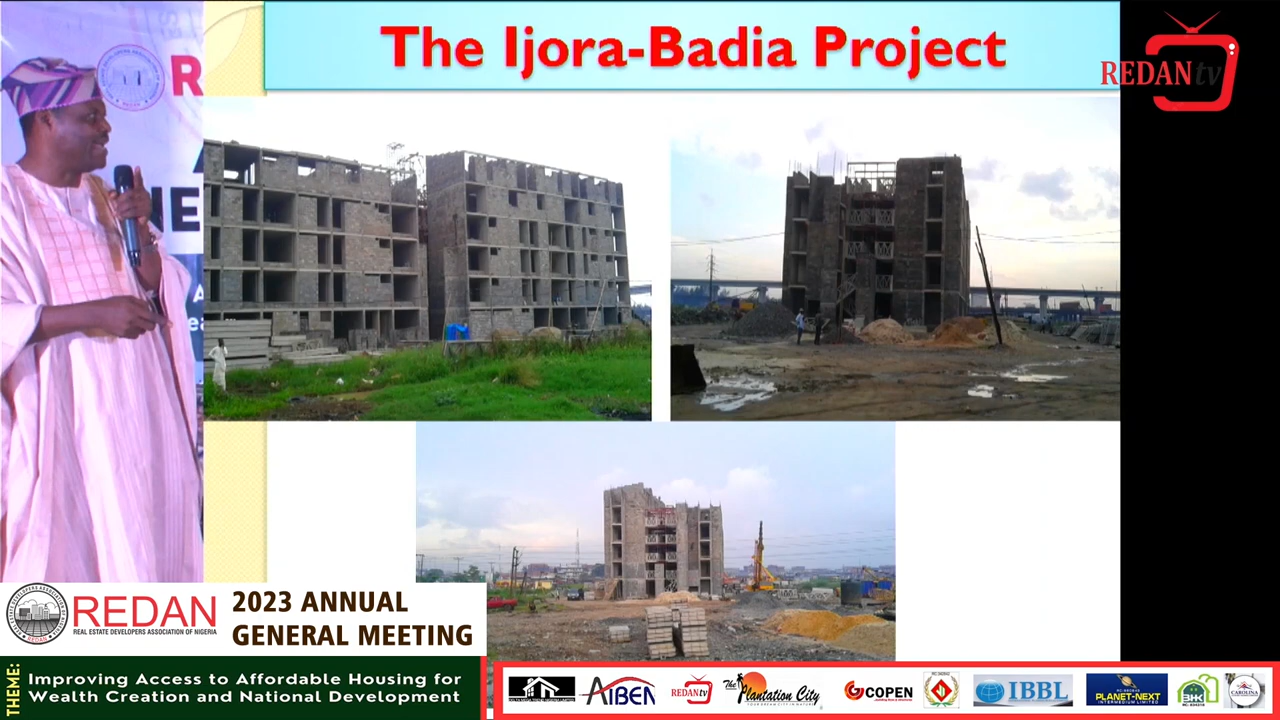 The Ijora-Badia Project
REDANtv
R
REDAN
REAL ESTATE DEVELOPERS ASSOCIATION OF NIGERIA
2023 ANNUAL
GENERAL MEETING
THEME:
Improving Access to Affordable Housing for
Wealth Creation and National Development
AIBEN
REDANtv
The Plantation City
COPEN
IBBL
PLANET-NEXT
INTERMEDIUM LIMITED
3KK
CAROLINA